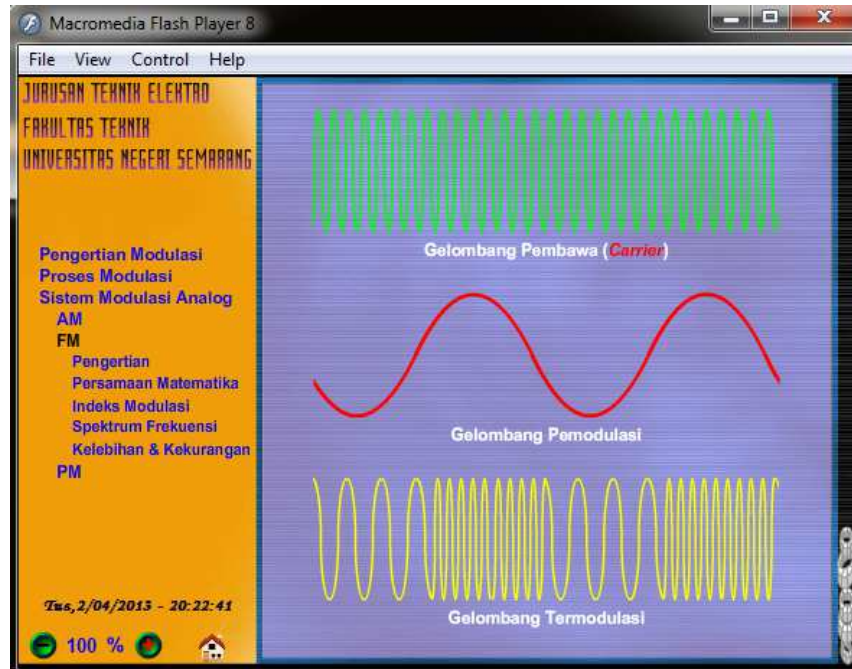 Macromedia Flash Player 8
File View Control Help
JURUSAN TEKNIK ELEKTRO
FAKULTAS TEKNIK
UNIVERSITAS NEGERI SEMARANG
Pengertian Modulasi
Proses Modulasi
Sistem Modulasi Analog
AM
FM
Pengertian
Persamaan Matematika
Indeks Modulasi
Spektrum Frekuensi
Kelebihan & Kekurangan
PM
Tus,2/04/2013 - 20:22:41
100 %
Gelombang Pembawa (Carrier)
Gelombang Pemodulasi
Gelombang Termodulasi